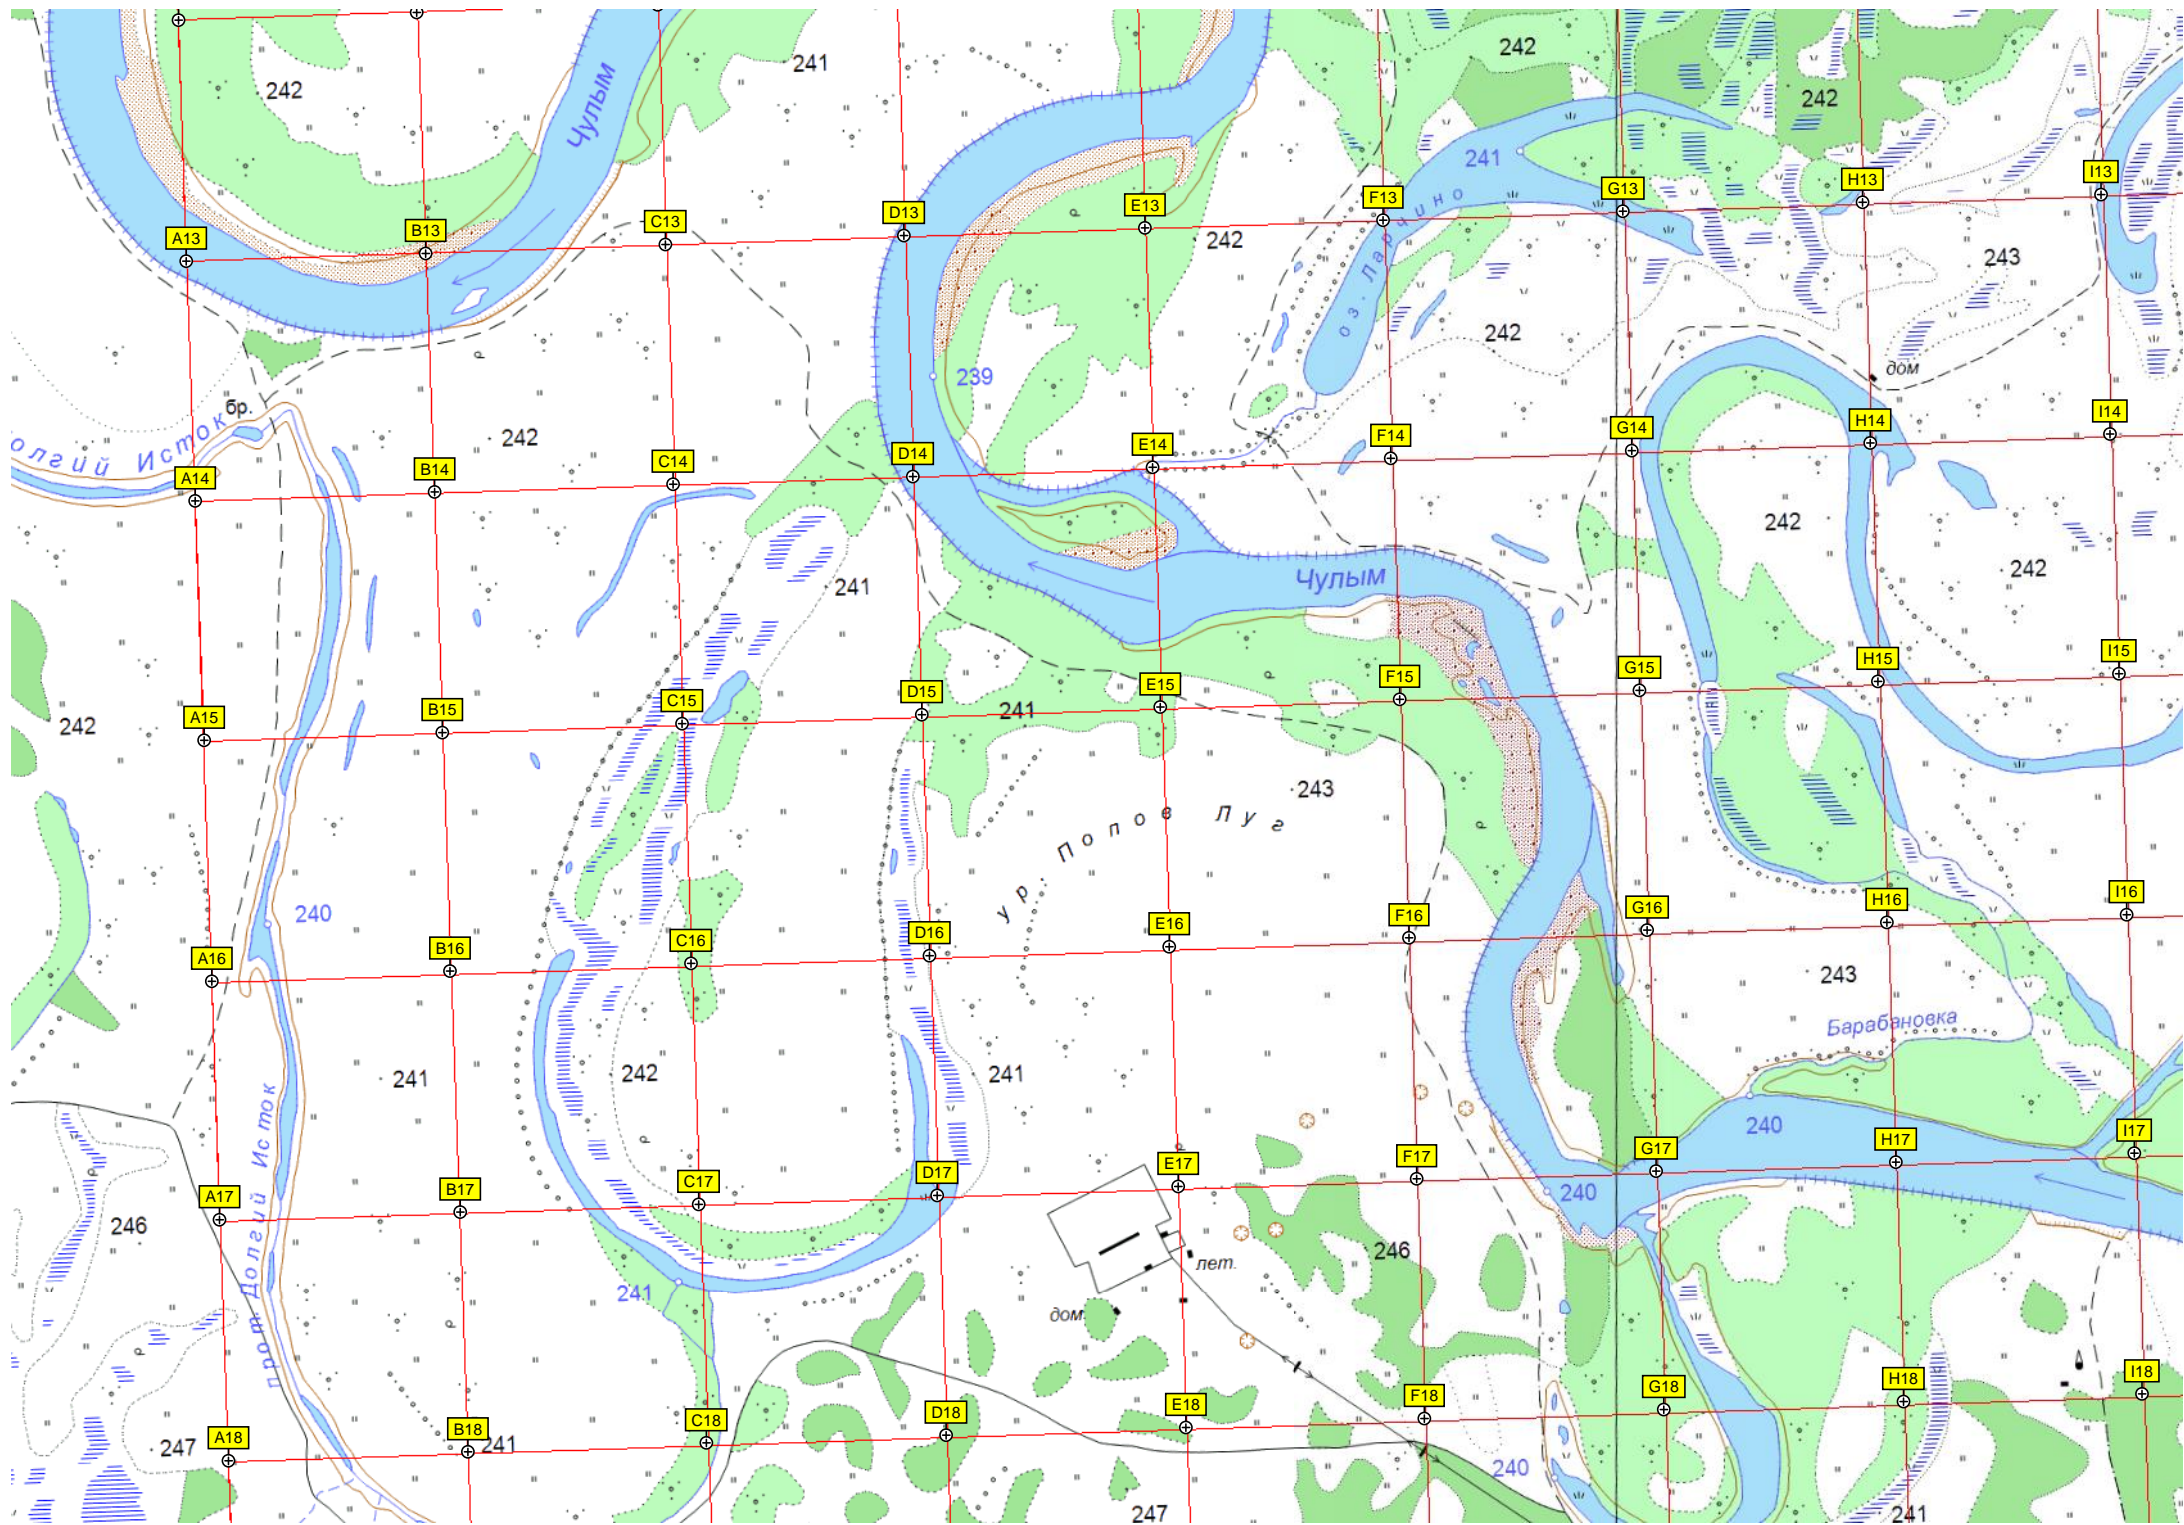 242
Чулым
241
242
242
241
A13
B13
C13
D13
E13
F13
G13
H13
I13
242
243
242
239
оз.
дом
бр.
олгий Исток
242
A14
B14
C14
D14
E14
F14
G14
H14
I14
242
242
241
Чулым
A15
B15
C15
D15
E15
F15
G15
H15
I15
242
241
243
ур. Попов Луг
240
A16
B16
C16
D16
E16
F16
G16
H16
I16
243
Барабановка
241
242
241
240
прот. Долгий Исток
A17
B17
C17
D17
E17
F17
G17
H17
I17
240
246
246
лет.
241
дом
A18
B18
C18
D18
E18
F18
G18
H18
I18
247
241
240
247
241